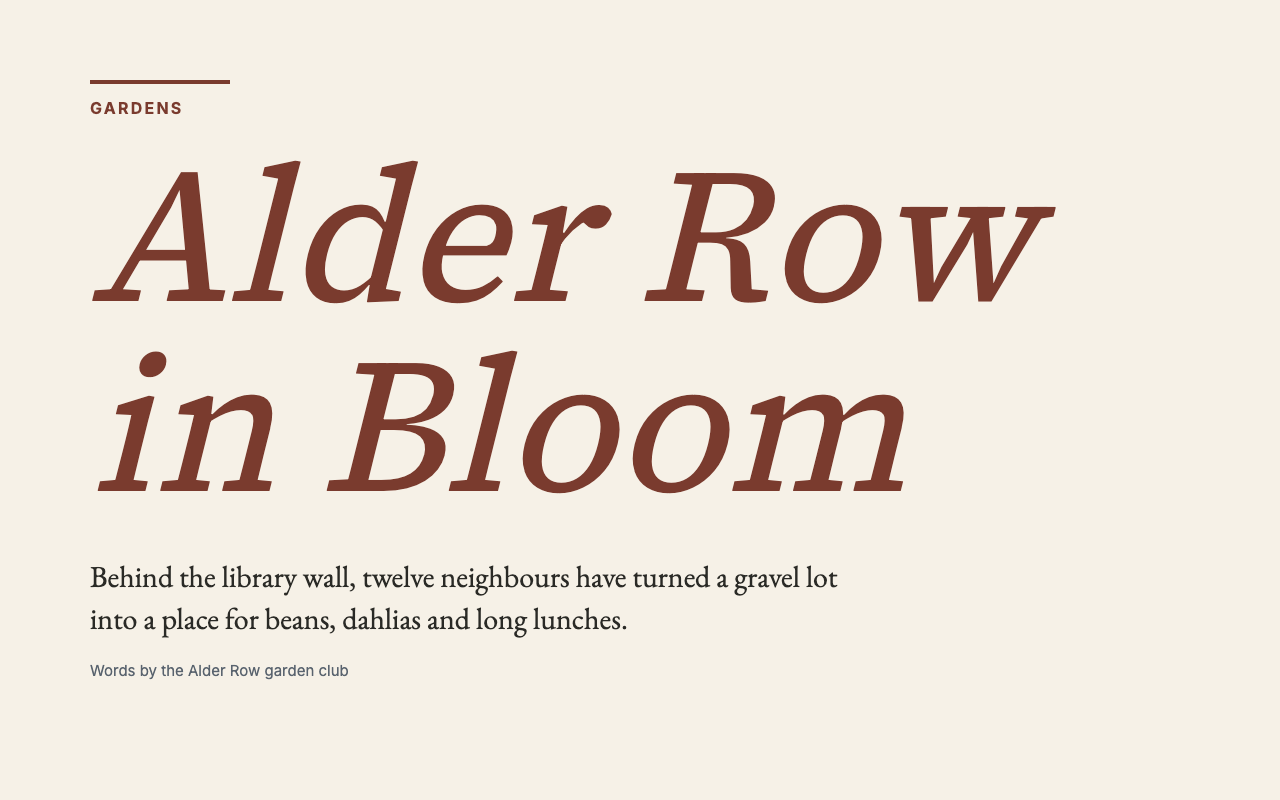 GARDENS
Alder Row
in Bloom
Behind the library wall, twelve neighbours have turned a gravel lot
into a place for beans, dahlias and long lunches.
Words by the Alder Row garden club